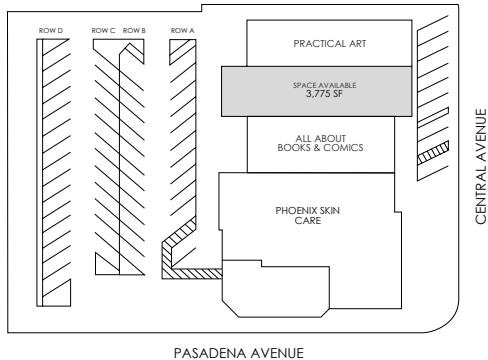 ROW D
ROW C
ROW B
ROW A
PRACTICAL ART
SPACE AVAILABLE
3,775 SF
ALL ABOUT
BOOKS & COMICS
PHOENIX SKIN
CARE
CENTRAL AVENUE
PASADENA AVENUE